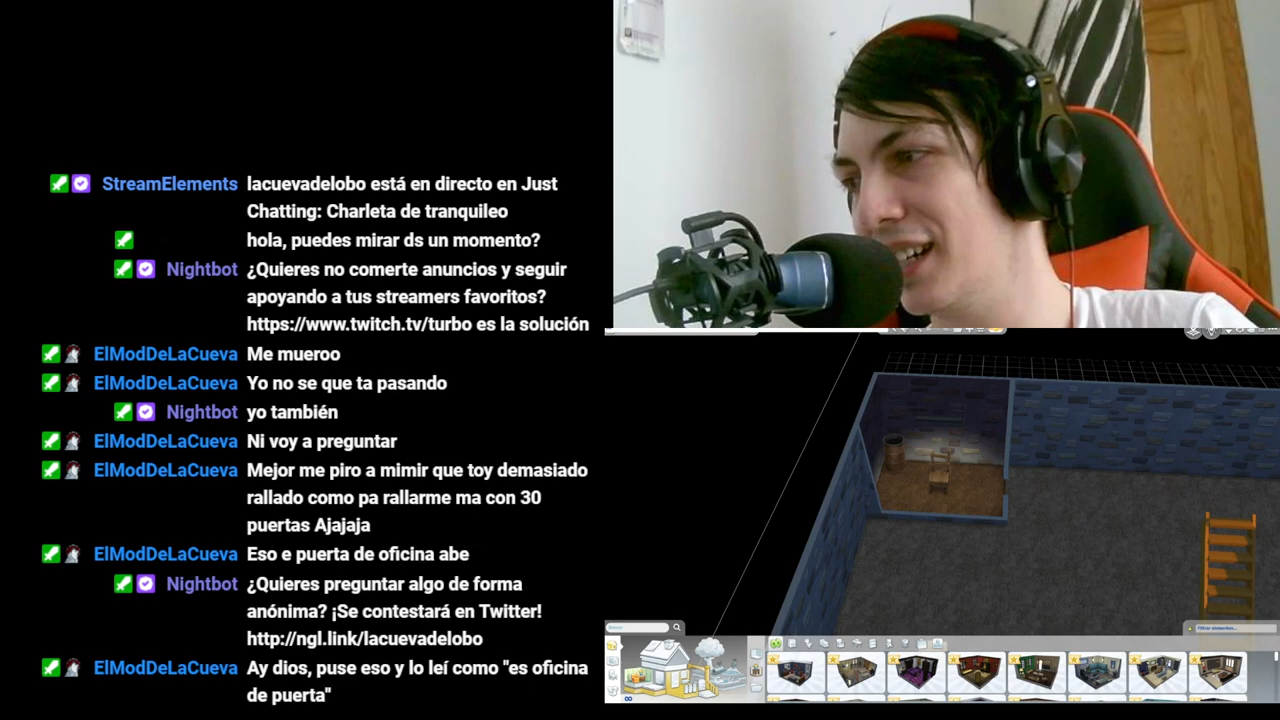 StreamElements lacuevadelobo está en directo en Just
Chatting: Charleta de tranquileo
hola, puedes mirar ds un momento?
Nightbot ¿Quieres no comerte anuncios y seguir
apoyando a tus streamers favoritos?
https://www.twitch.tv/turbo es la solución
ElModDeLaCueva Me mueroo
ElModDeLaCueva Yo no se que ta pasando
Nightbot yo también
ElModDeLaCueva Ni voy a preguntar
ElModDeLaCueva Mejor me piro a mimir que toy demasiado
rallado como pa rallarme ma con 30
puertas Ajajaja
ElModDeLaCueva Eso e puerta de oficina abe
Nightbot ¿Quieres preguntar algo de forma
anónima? ¡Se contestará en Twitter!
http://ngl.link/lacuevadelobo
ElModDeLaCueva Ay dios, puse eso y lo leí como "es oficina
de puerta"
Buscar
Filtrar elementos...